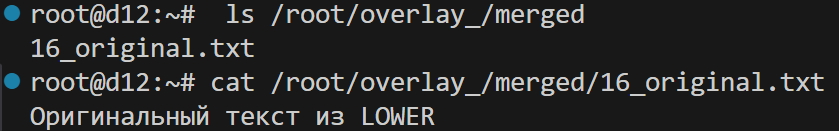 root@d12:~#  ls /root/overlay_/merged
16_original.txt
root@d12:~# cat /root/overlay_/merged/16_original.txt
Оригинальный текст из LOWER